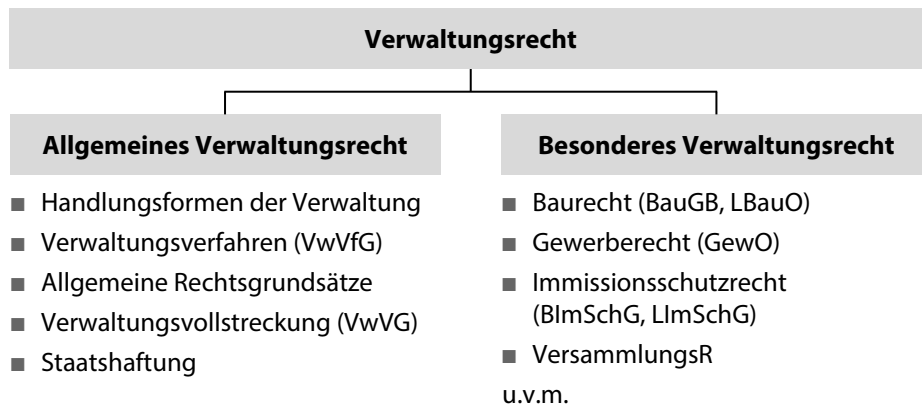 Verwaltungsrecht
Allgemeines Verwaltungsrecht
■ Handlungsformen der Verwaltung
■ Verwaltungsverfahren (VwVfG)
■ Allgemeine Rechtsgrundsätze
■ Verwaltungsvollstreckung (VwVG)
■ Staatshaftung
Besonderes Verwaltungsrecht
■ Baurecht (BauGB, LBauO)
■ Gewerberecht (GewO)
■ Immissionsschutzrecht
(BImSchG, LImSchG)
■ VersammlungsR
u.v.m.